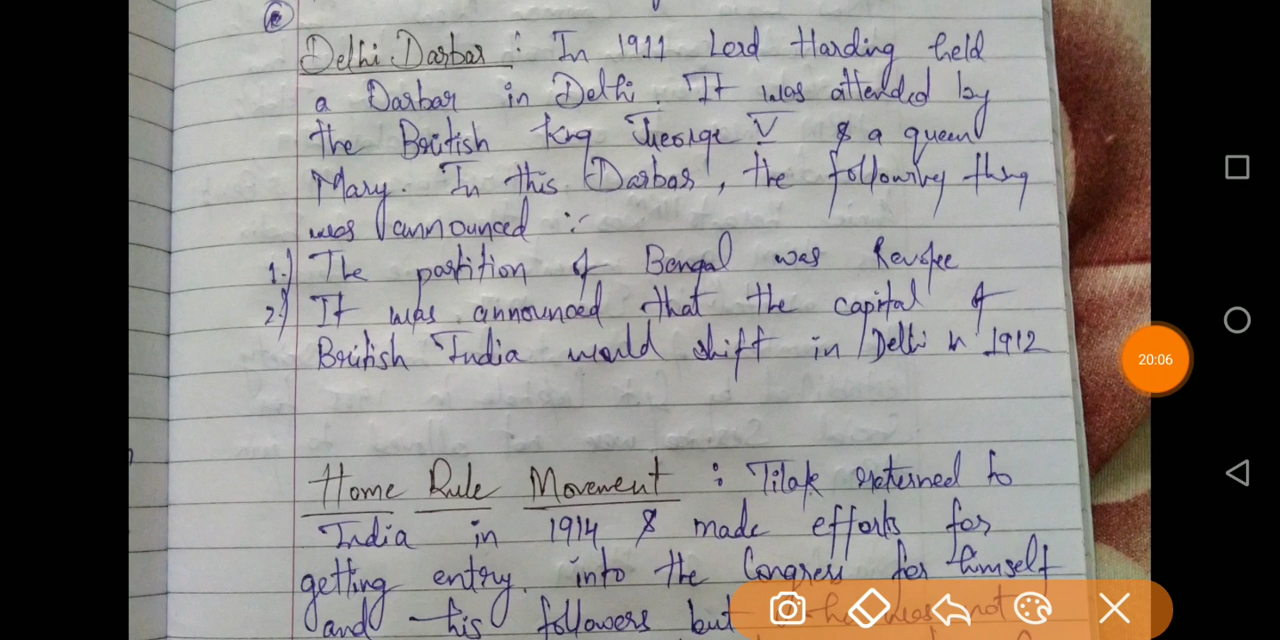 Delhi Darbar : In 1911 Lord Harding held
a Darbar in Delhi. It was attended by
the British King George V & a queen
Mary. In this Darbar, the following thing
was announced :-
1.) The partition of Bengal was
2.) It was announced that the capital of
British India would shift in Delhi in 1912
20:06
Home Rule Movement : Tilak returned to
India in 1914 & made efforts for
getting entry. into the Congress for himself
and his followers but he was not